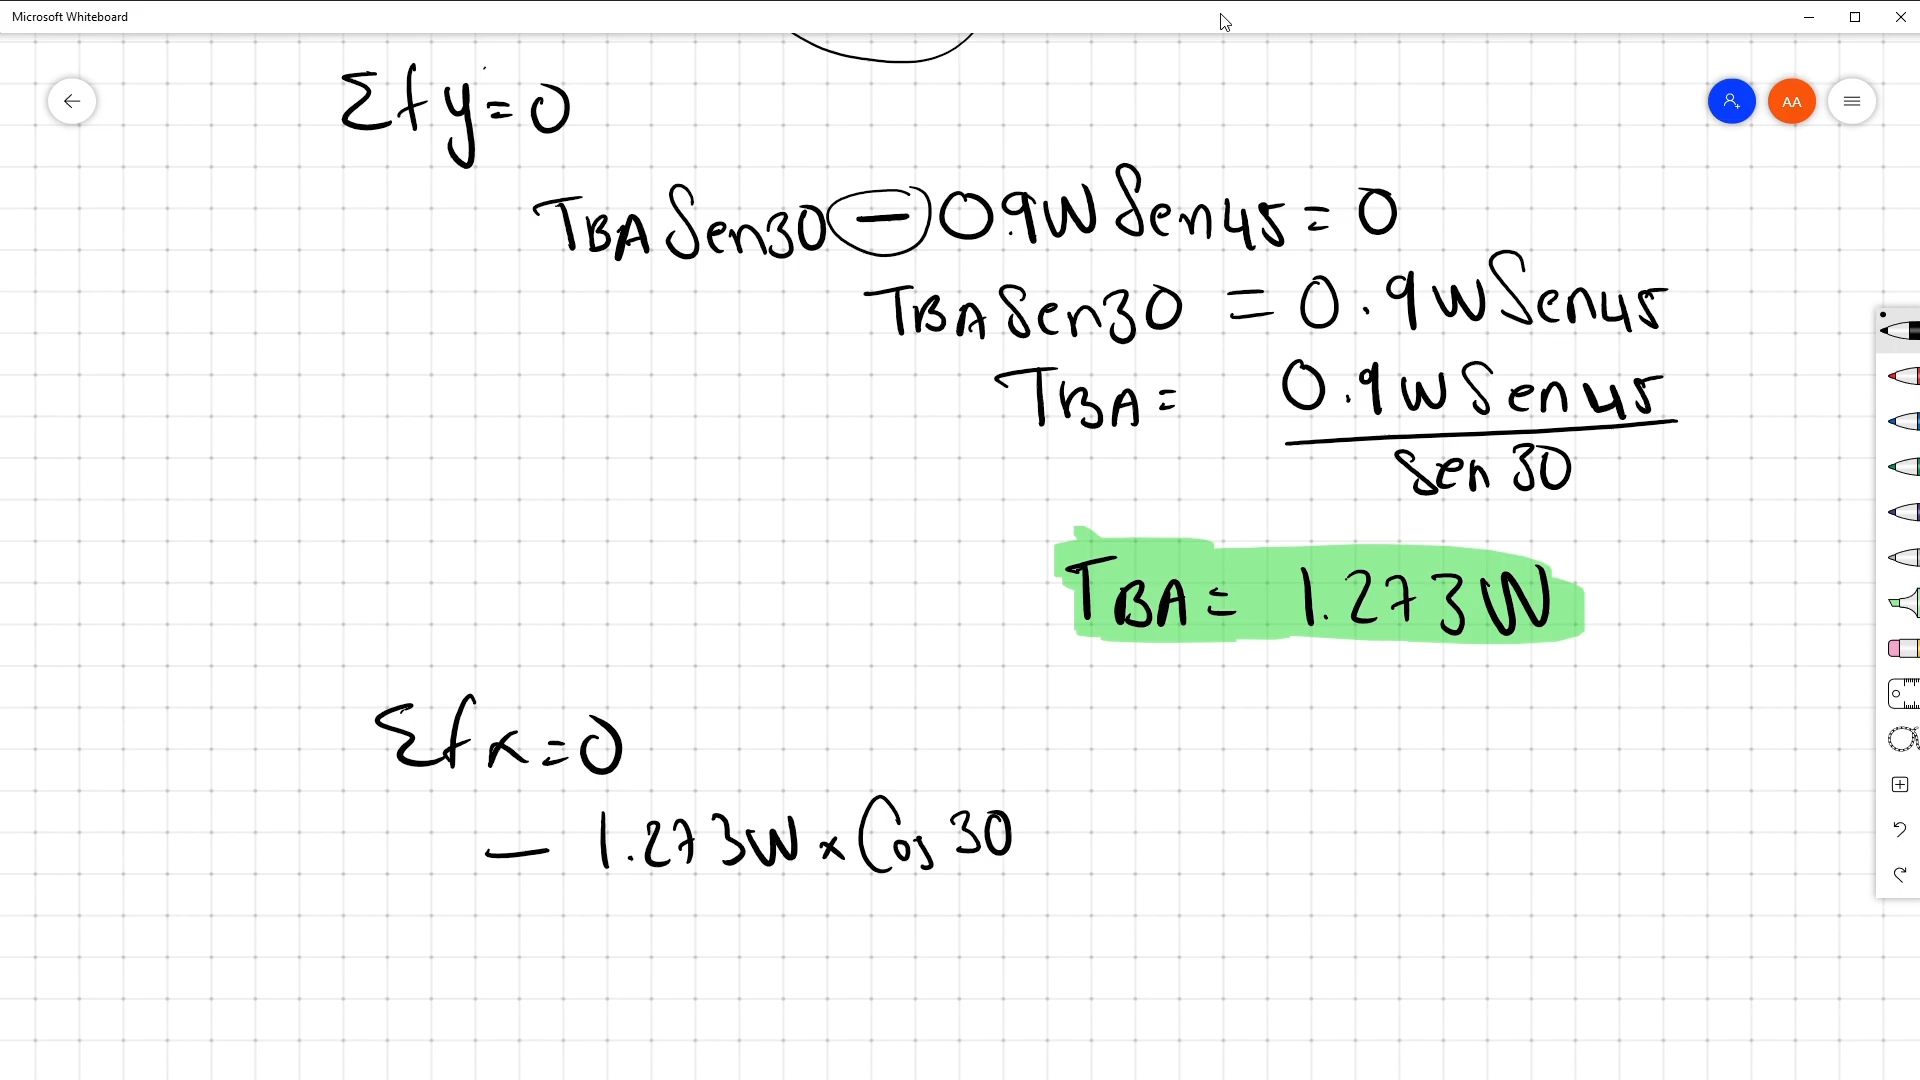 Microsoft Whiteboard
Σfy=0
AA
TBA Sen30 – 0.9W Sen45 = 0
TBA Sen30 = 0.9W Sen45
TBA = 0.9W Sen45
Sen 30
TBA = 1.273W
Σfx=0
– 1.273W x Cos 30